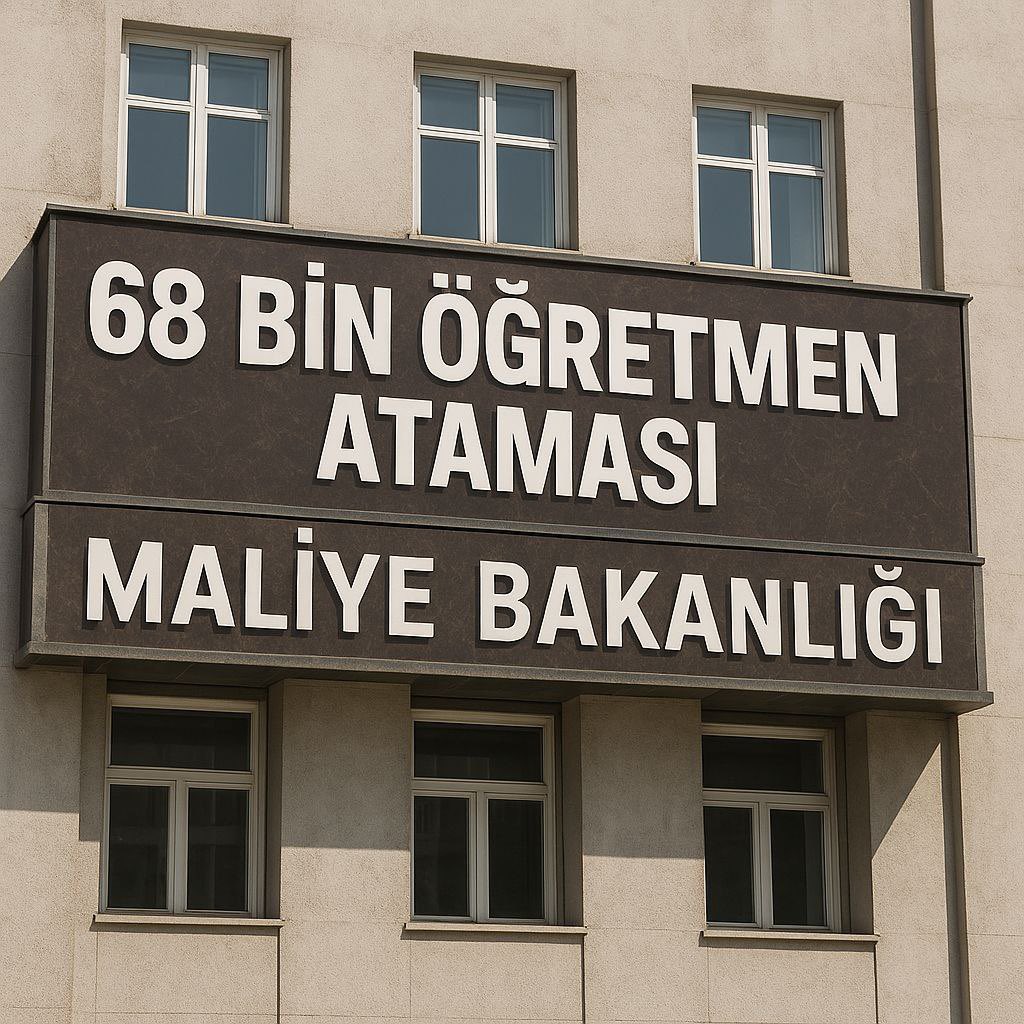 68 BİN ÖĞRETMEN
ATAMASI
MALİYE BAKANLIĞI